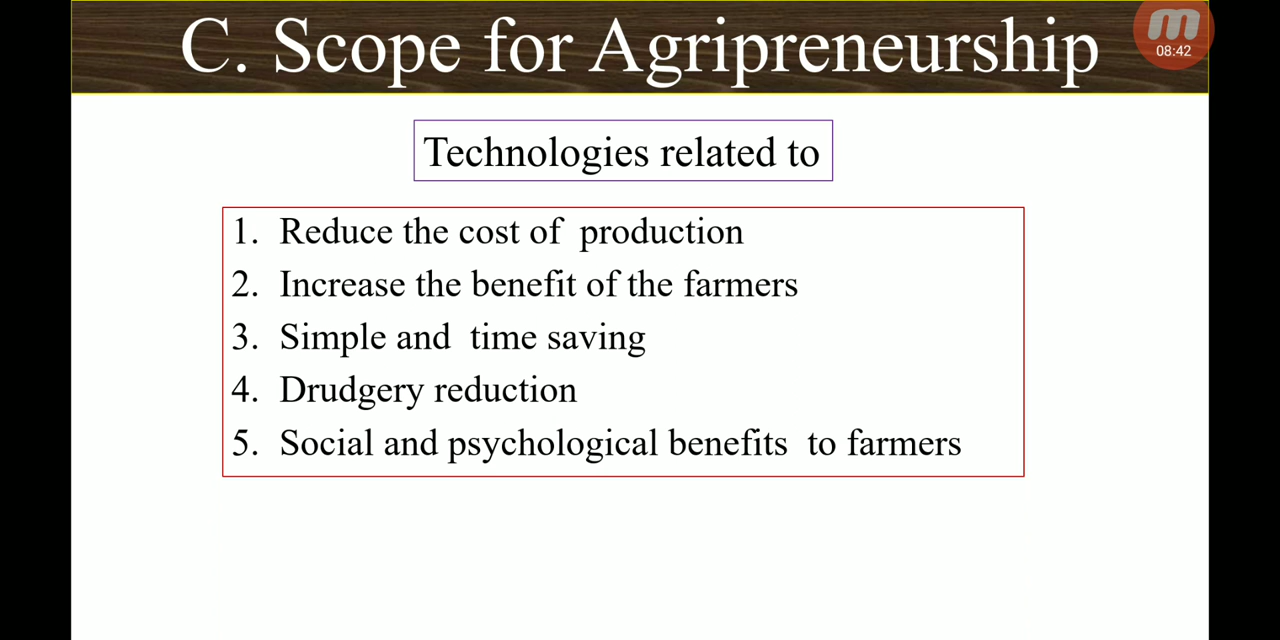 C. Scope for Agripreneurship
08:42
Technologies related to
1. Reduce the cost of production
2. Increase the benefit of the farmers
3. Simple and time saving
4. Drudgery reduction
5. Social and psychological benefits to farmers